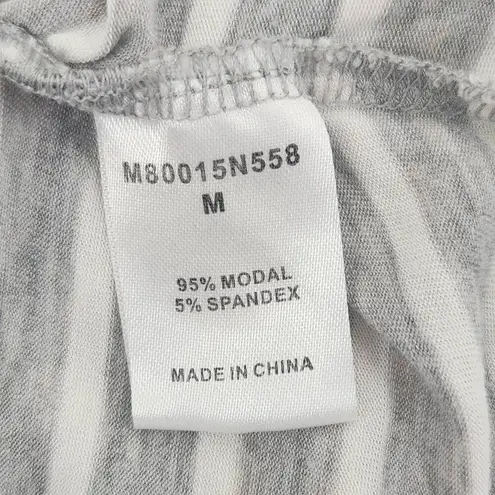 M80015N558
M
95% MODAL
5% SPANDEX
MADE IN CHINA